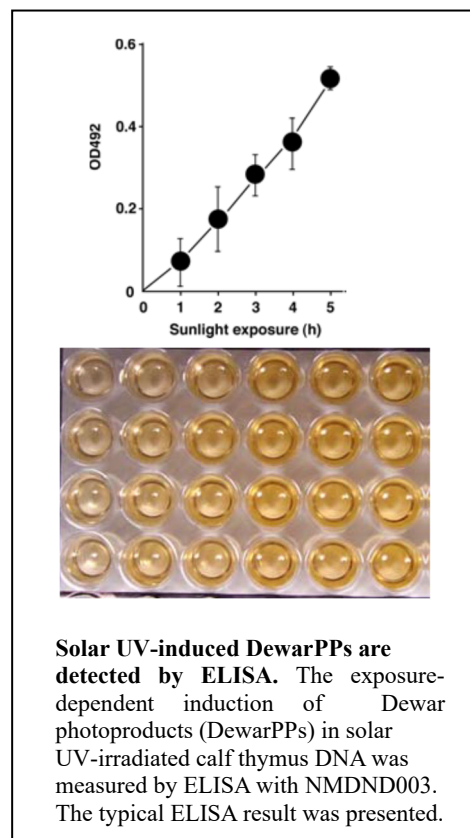 0.6
0.4
0.2
0
OD492
0 1 2 3 4 5
Sunlight exposure (h)
Solar UV-induced DewarPPs are
detected by ELISA. The exposure-
dependent induction of Dewar
photoproducts (DewarPPs) in solar
UV-irradiated calf thymus DNA was
measured by ELISA with NMDND003.
The typical ELISA result was presented.